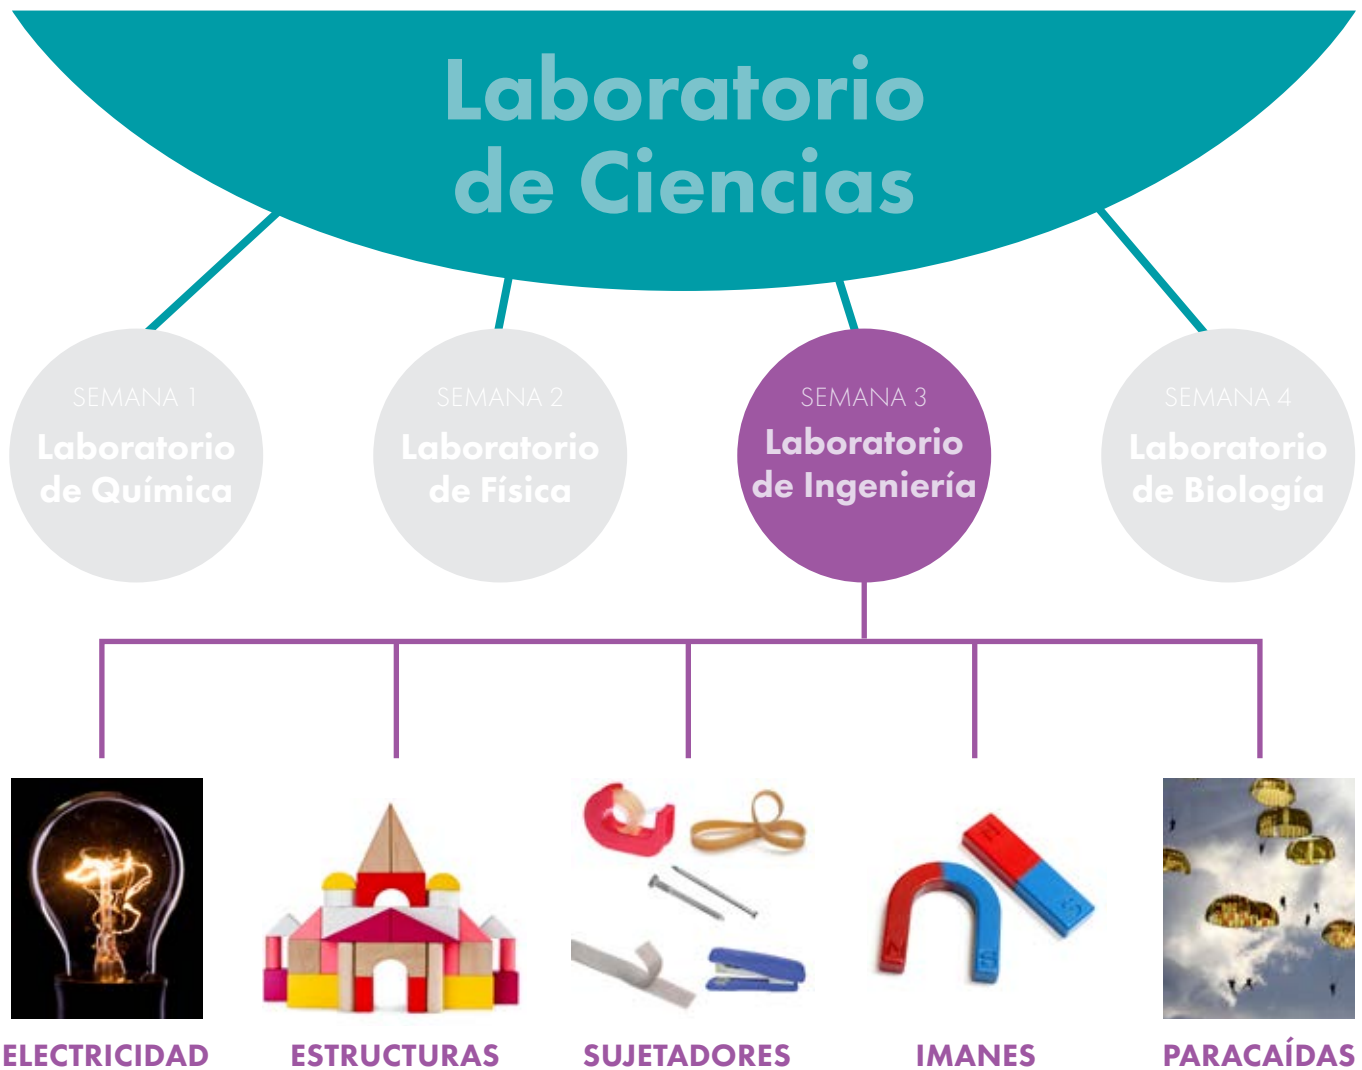 Laboratorio
de Ciencias
SEMANA 1
Laboratorio
de Química
SEMANA 2
Laboratorio
de Física
SEMANA 3
Laboratorio
de Ingeniería
SEMANA 4
Laboratorio
de Biología
N
S
N
S
ELECTRICIDAD
ESTRUCTURAS
SUJETADORES
IMANES
PARACAÍDAS